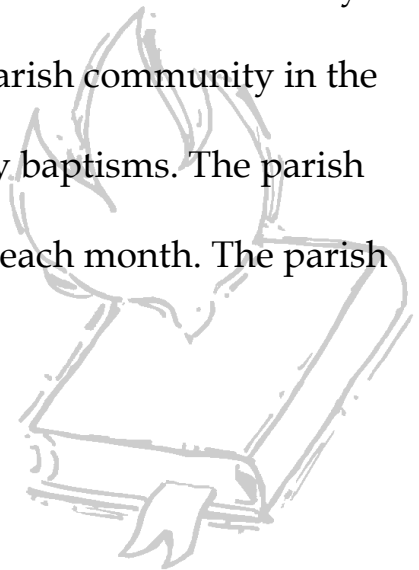 arish community in the
baptisms. The parish
each month. The parish